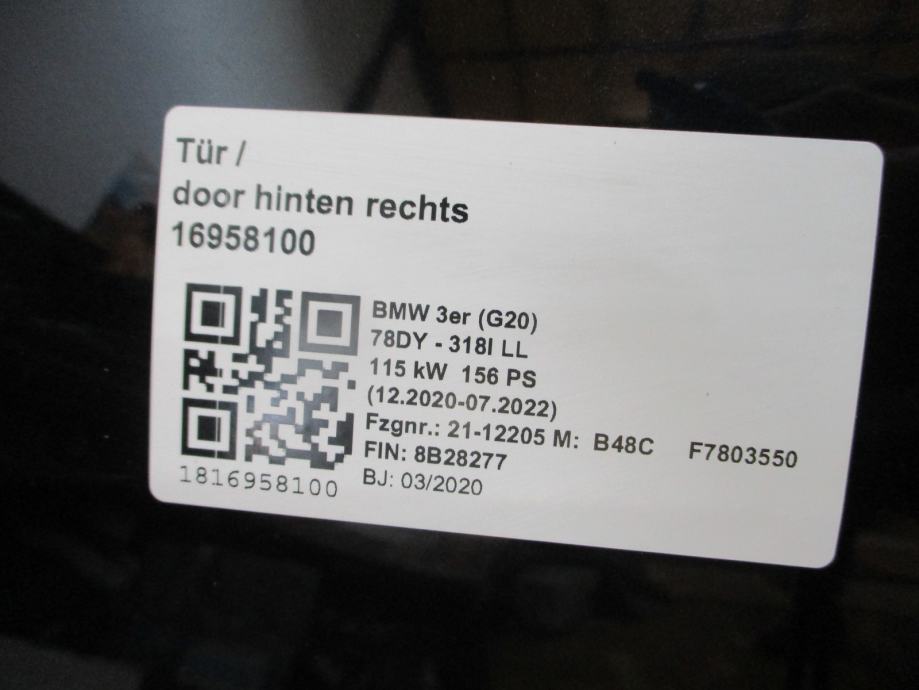 Tür /
door hinten rechts
16958100
BMW 3er (G20)
78DY - 318I LL
115 kW 156 PS
(12.2020-07.2022)
Fzgnr.: 21-12205 M: B48C F7803550
FIN: 8B28277
BJ: 03/2020
1816958100